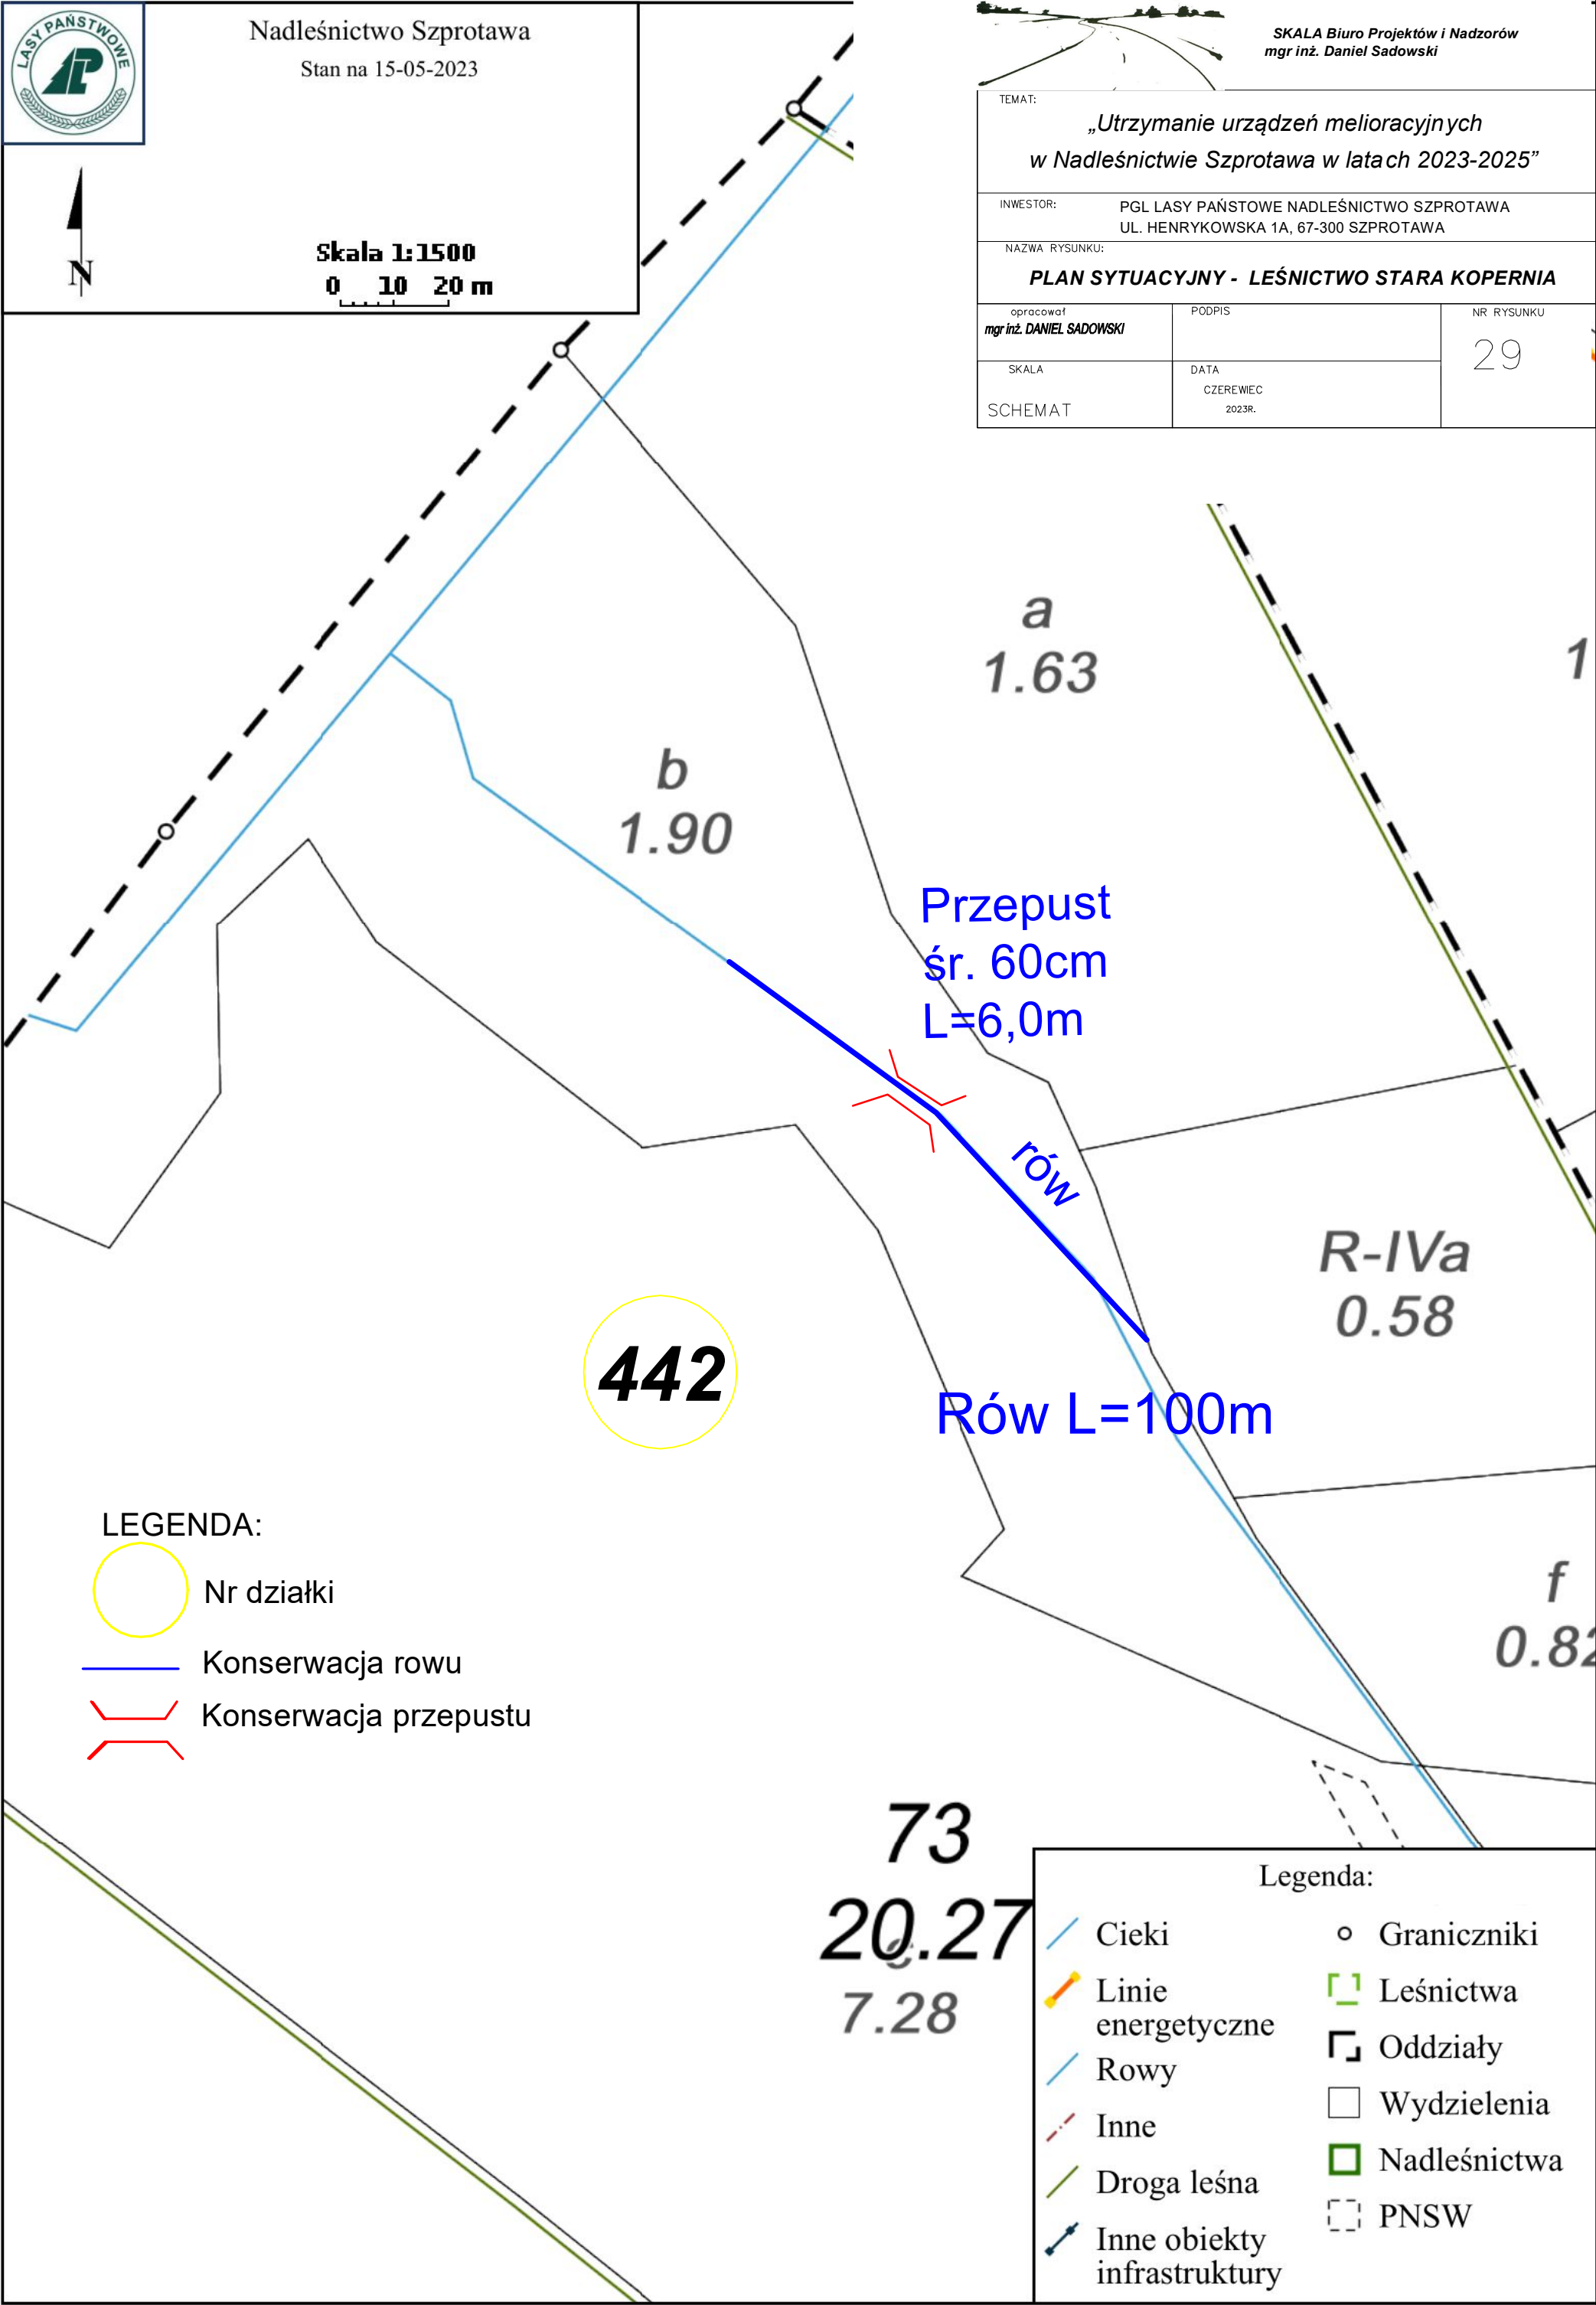 LASY PAŃSTWOWE
Nadleśnictwo Szprotawa
Stan na 15-05-2023
N
Skala 1:1500
0 10 20 m
SKALA Biuro Projektów i Nadzorów
mgr inż. Daniel Sadowski
TEMAT:
„Utrzymanie urządzeń melioracyjnych
w Nadleśnictwie Szprotawa w latach 2023-2025”
INWESTOR:
PGL LASY PAŃSTOWE NADLEŚNICTWO SZPROTAWA
UL. HENRYKOWSKA 1A, 67-300 SZPROTAWA
NAZWA RYSUNKU:
PLAN SYTUACYJNY - LEŚNICTWO STARA KOPERNIA
opracował
mgr inż. DANIEL SADOWSKI
PODPIS
NR RYSUNKU
29
SKALA
SCHEMAT
DATA
CZEREWIEC
2023R.
a
1.63
1
b
1.90
Przepust
śr. 60cm
L=6,0m
rów
R-IVa
0.58
442
Rów L=100m
f
0.82
LEGENDA:
Nr działki
Konserwacja rowu
Konserwacja przepustu
73
20.27
7.28
Legenda:
Cieki
Linie
energetyczne
Rowy
Inne
Droga leśna
Inne obiekty
infrastruktury
Graniczniki
Leśnictwa
Oddziały
Wydzielenia
Nadleśnictwa
PNSW